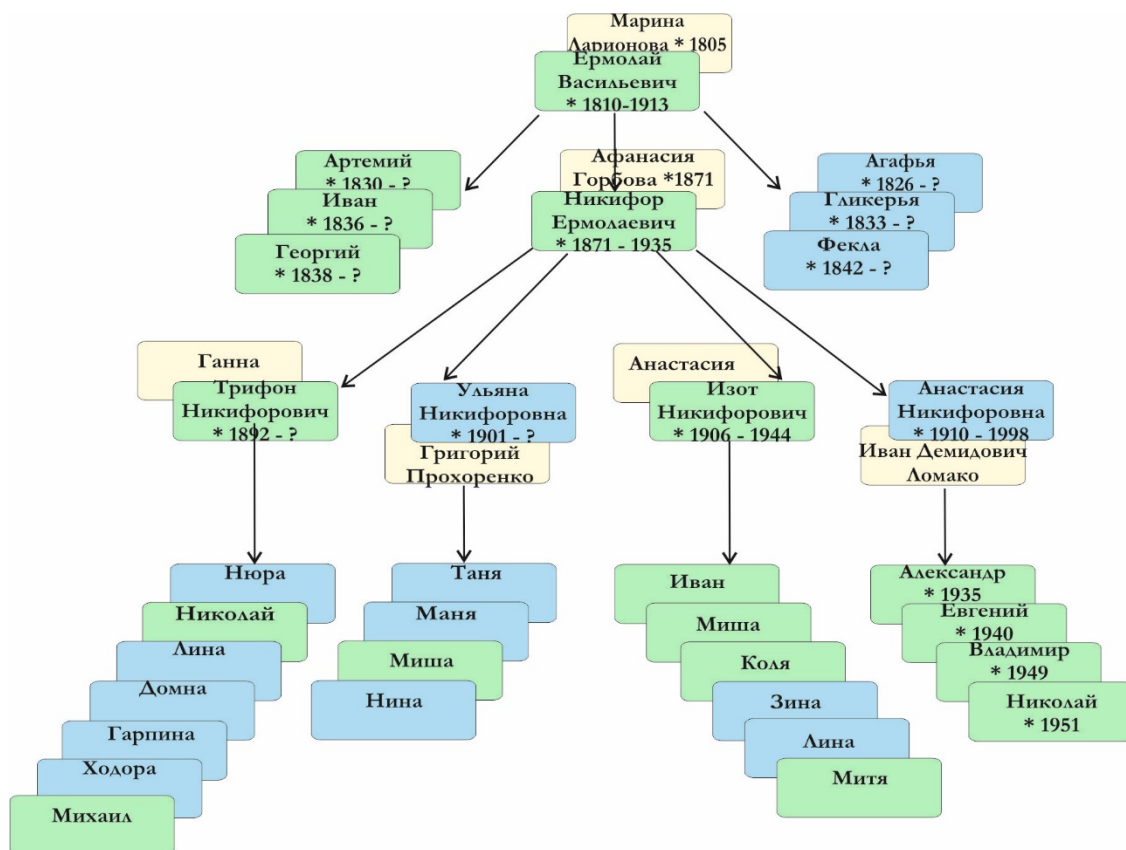 Марина
Ларионова * 1805
Ермолай
Васильевич
* 1810-1913
Артемий
* 1830 - ?
Иван
* 1836 - ?
Георгий
* 1838 - ?
Афанасия
Горбова *1871
Никифор
Ермолаевич
* 1871 - 1935
Агафья
* 1826 - ?
Гликерья
* 1833 - ?
Фекла
* 1842 - ?
Ганна
Трифон
Никифорович
* 1892 - ?
Ульяна
Никифоровна
* 1901 - ?
Григорий
Прохоренко
Анастасия
Изот
Никифорович
* 1906 - 1944
Анастасия
Никифоровна
* 1910 - 1998
Иван Демидович
Ломако
Нюра
Николай
Лина
Домна
Гарпина
Ходора
Михаил
Таня
Маня
Миша
Нина
Иван
Миша
Коля
Зина
Лина
Митя
Александр
* 1935
Евгений
* 1940
Владимир
* 1949
Николай
* 1951